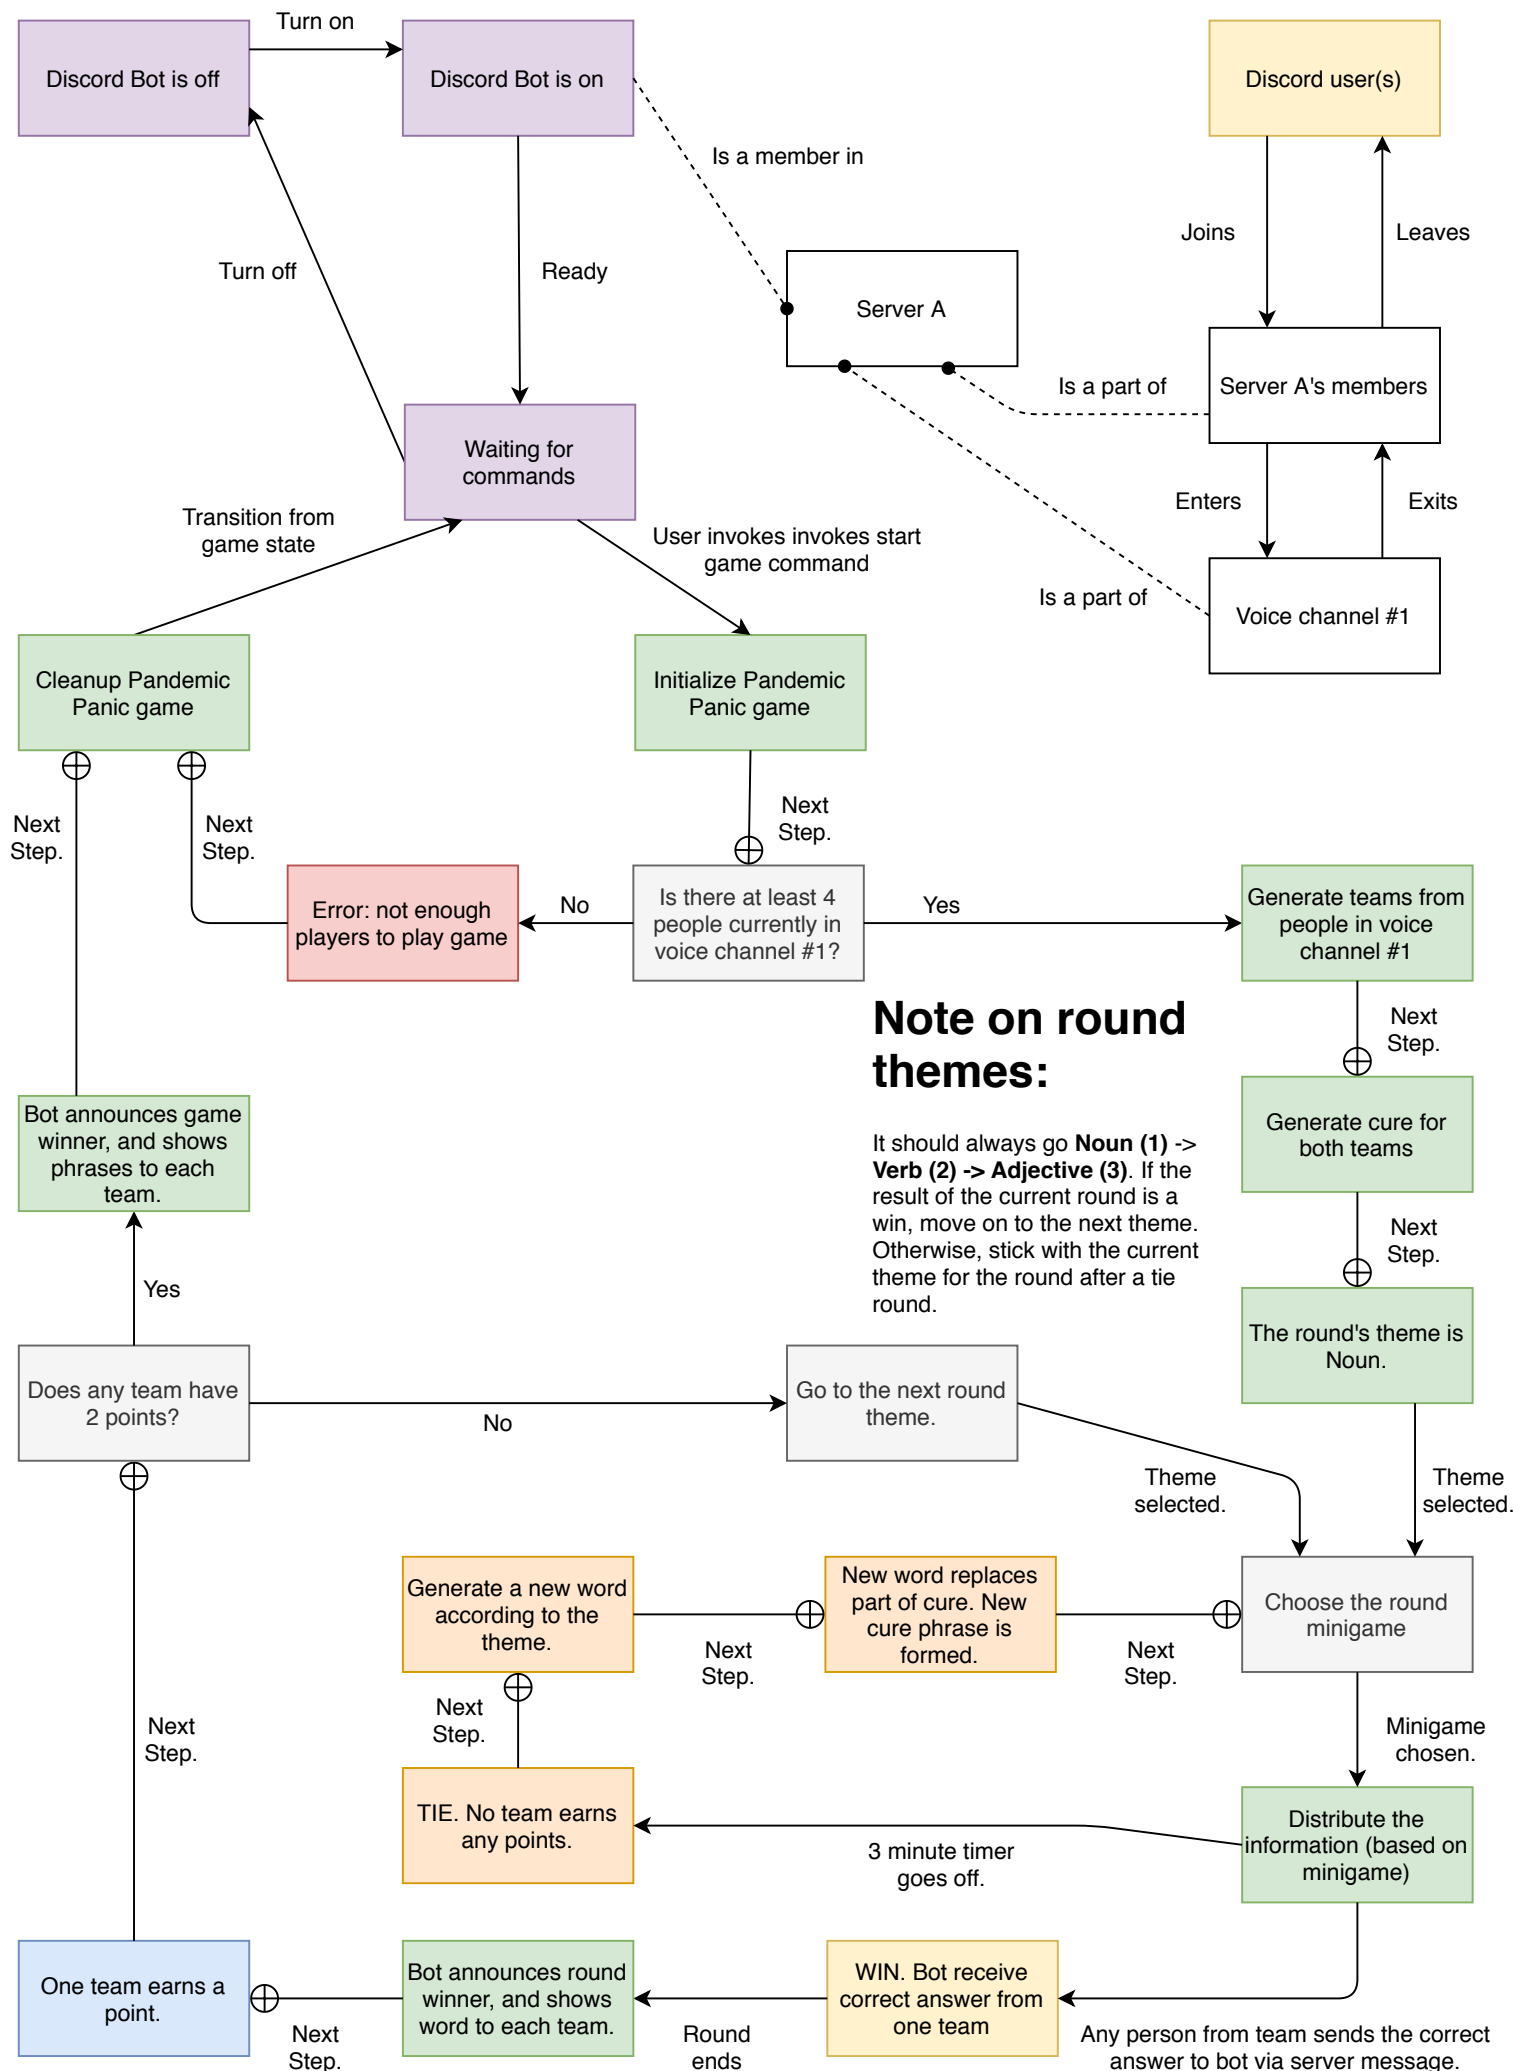 Turn on
Discord Bot is off
Discord Bot is on
Discord user(s)
Is a member in
Joins
Leaves
Turn off
Ready
Server A
Is a part of
Server A's members
Waiting for
commands
Enters
Exits
Transition from
game state
User invokes invokes start
game command
Is a part of
Voice channel #1
Cleanup Pandemic
Panic game
Initialize Pandemic
Panic game
Next
Step.
Next
Step.
Next
Step.
Error: not enough
players to play game
No
Is there at least 4
people currently in
voice channel #1?
Yes
Generate teams from
people in voice
channel #1
Note on round
themes:
Next
Step.
It should always go Noun (1) ->
Verb (2) -> Adjective (3). If the
result of the current round is a
win, move on to the next theme.
Otherwise, stick with the current
theme for the round after a tie
round.
Generate cure for
both teams
Next
Step.
Bot announces game
winner, and shows
phrases to each
team.
Yes
The round's theme is
Noun.
Does any team have
2 points?
No
Go to the next round
theme.
Theme
selected.
Theme
selected.
Generate a new word
according to the
theme.
Next
Step.
New word replaces
part of cure. New
cure phrase is
formed.
Next
Step.
Choose the round
minigame
Next
Step.
Next
Step.
Minigame
chosen.
TIE. No team earns
any points.
3 minute timer
goes off.
Distribute the
information (based on
minigame)
One team earns a
point.
Next
Step.
Bot announces round
winner, and shows
word to each team.
Round
ends
WIN. Bot receive
correct answer from
one team
Any person from team sends the correct
answer to bot via server message.